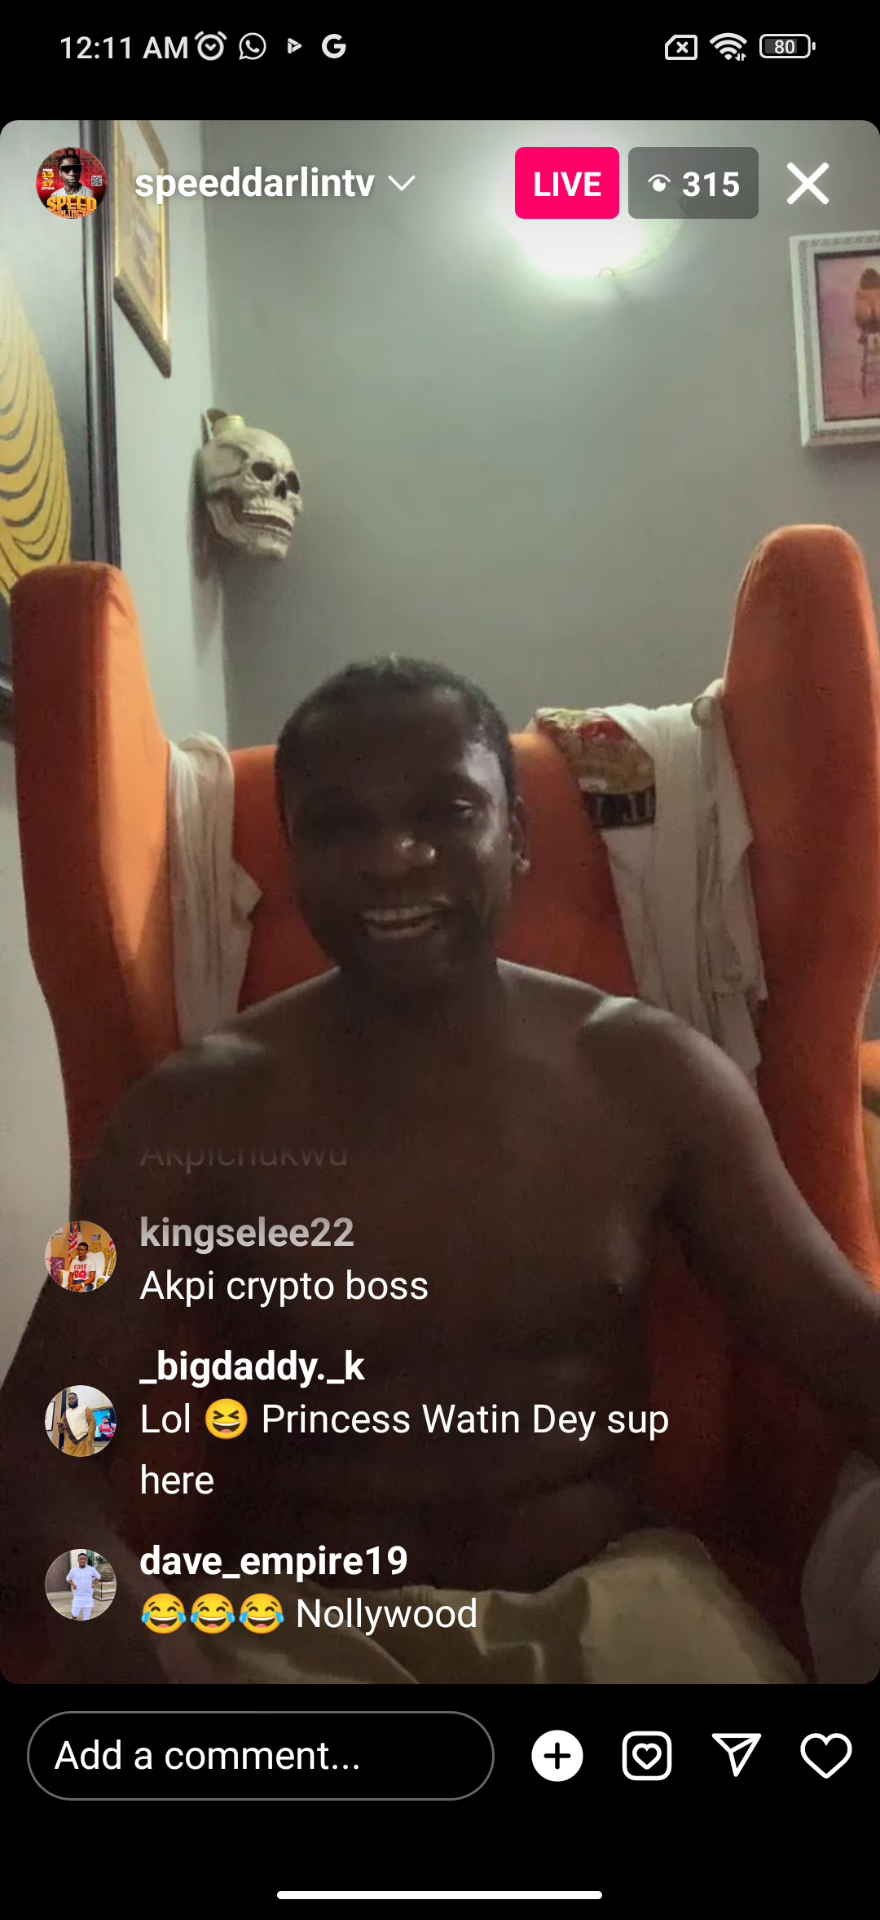 12:11 AM
80
speeddarlintv
LIVE
315
SPEED
Akpichukwu
kingselee22
Akpi crypto boss
_bigdaddy._k
Lol 😆 Princess Watin Dey sup
here
dave_empire19
😂😂😂 Nollywood
Add a comment...